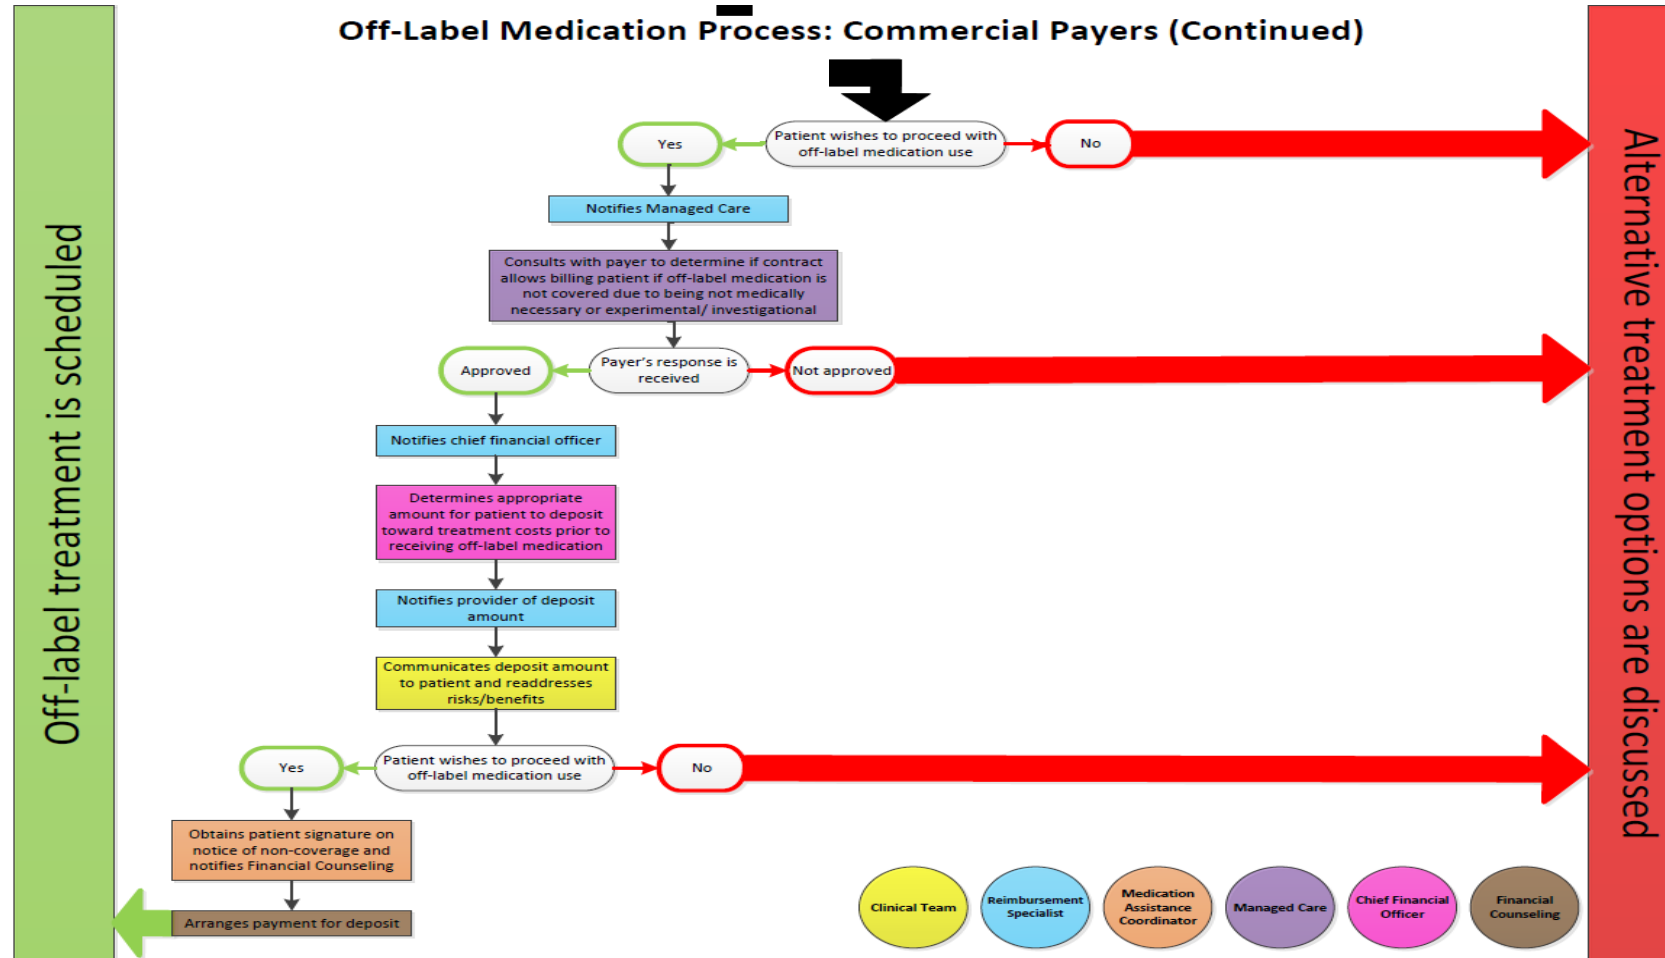 Off-Label Medication Process: Commercial Payers (Continued)
Off-label treatment is scheduled
Alternative treatment options are discussed
Patient wishes to proceed with
off-label medication use
Yes
No
Notifies Managed Care
Consults with payer to determine if contract
allows billing patient if off-label medication is
not covered due to being not medically
necessary or experimental/ investigational
Payer's response is
received
Approved
Not approved
Notifies chief financial officer
Determines appropriate
amount for patient to deposit
toward treatment costs prior to
receiving off-label medication
Notifies provider of deposit
amount
Communicates deposit amount
to patient and readdresses
risks/benefits
Patient wishes to proceed with
off-label medication use
Yes
No
Obtains patient signature on
notice of non-coverage and
notifies Financial Counseling
Arranges payment for deposit
Clinical Team
Reimbursement
Specialist
Medication
Assistance
Coordinator
Managed Care
Chief Financial
Officer
Financial
Counseling